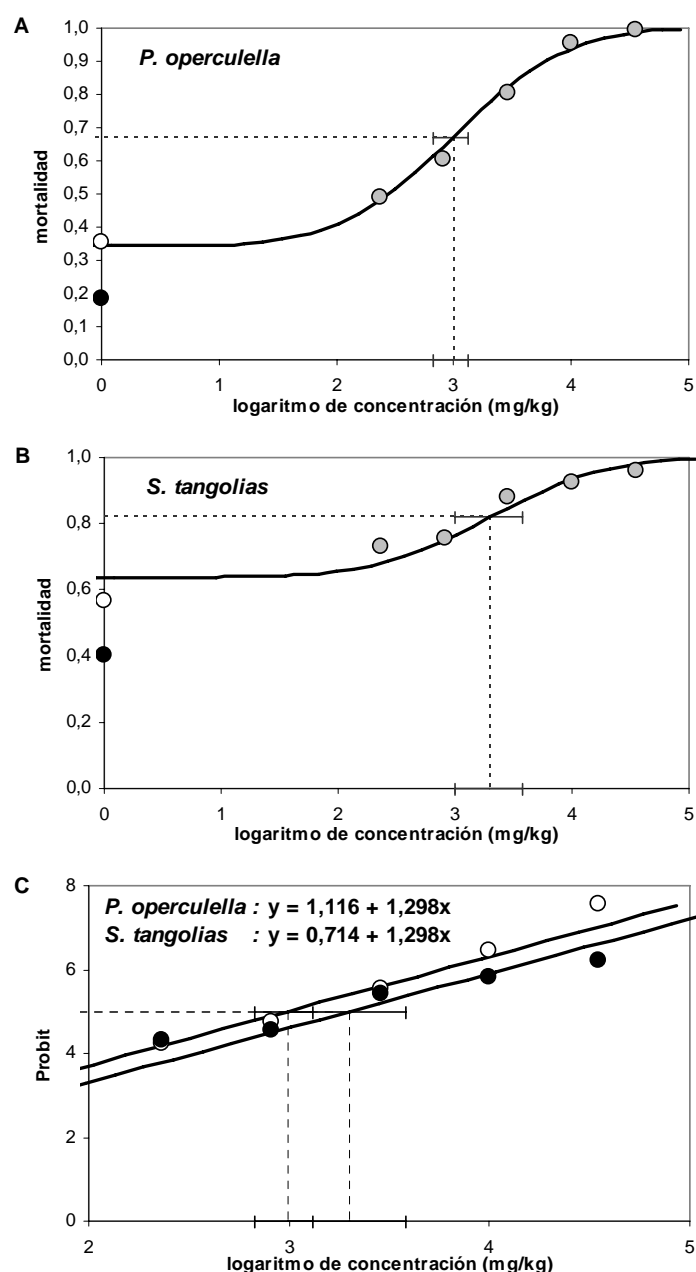 A
P. operculella
1,0
0,9
0,8
0,7
0,6
0,5
0,4
0,3
0,2
0,1
0,0
mortalidad
0 1 2 3 4 5
logaritmo de concentración (mg/kg)
B
S. tangolias
1,0
0,8
0,6
0,4
0,2
0,0
mortalidad
0 1 2 3 4 5
logaritmo de concentración (mg/kg)
C
P. operculella : y = 1,116 + 1,298x
S. tangolias : y = 0,714 + 1,298x
8
6
4
2
0
Probit
2 3 4 5
logaritmo de concentración (mg/kg)